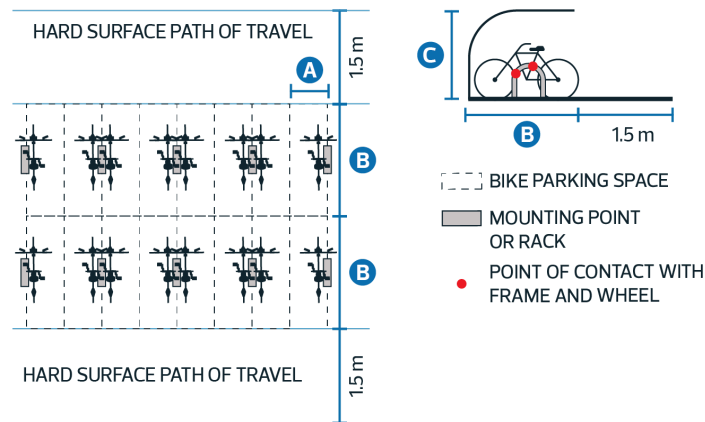 HARD SURFACE PATH OF TRAVEL
1.5 m
A
B
B
HARD SURFACE PATH OF TRAVEL
1.5 m
C
B
1.5 m
BIKE PARKING SPACE
MOUNTING POINT
OR RACK
POINT OF CONTACT WITH
FRAME AND WHEEL